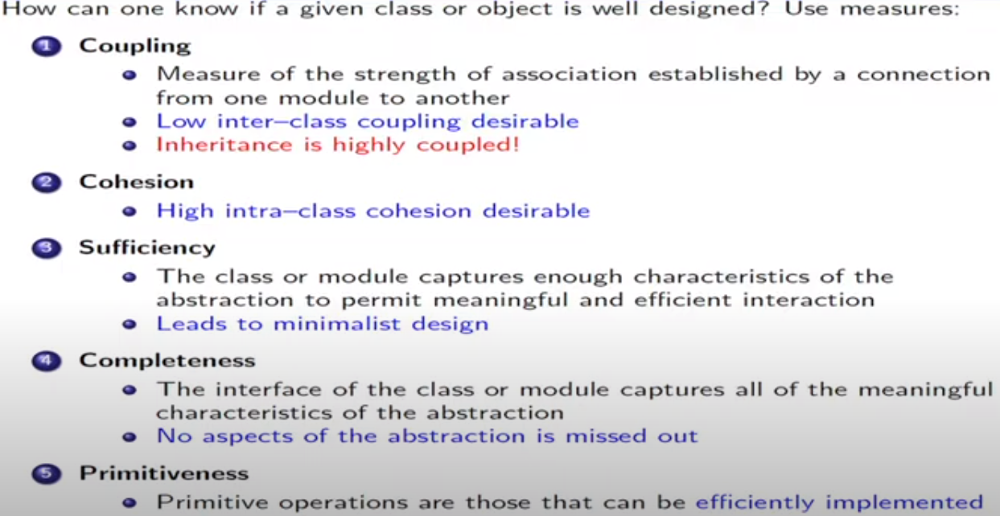 How can one know if a given class or object is well designed? Use measures:
1 Coupling
Measure of the strength of association established by a connection
from one module to another
Low inter–class coupling desirable
Inheritance is highly coupled!
2 Cohesion
High intra–class cohesion desirable
3 Sufficiency
The class or module captures enough characteristics of the
abstraction to permit meaningful and efficient interaction
Leads to minimalist design
4 Completeness
The interface of the class or module captures all of the meaningful
characteristics of the abstraction
No aspects of the abstraction is missed out
5 Primitiveness
Primitive operations are those that can be efficiently implemented